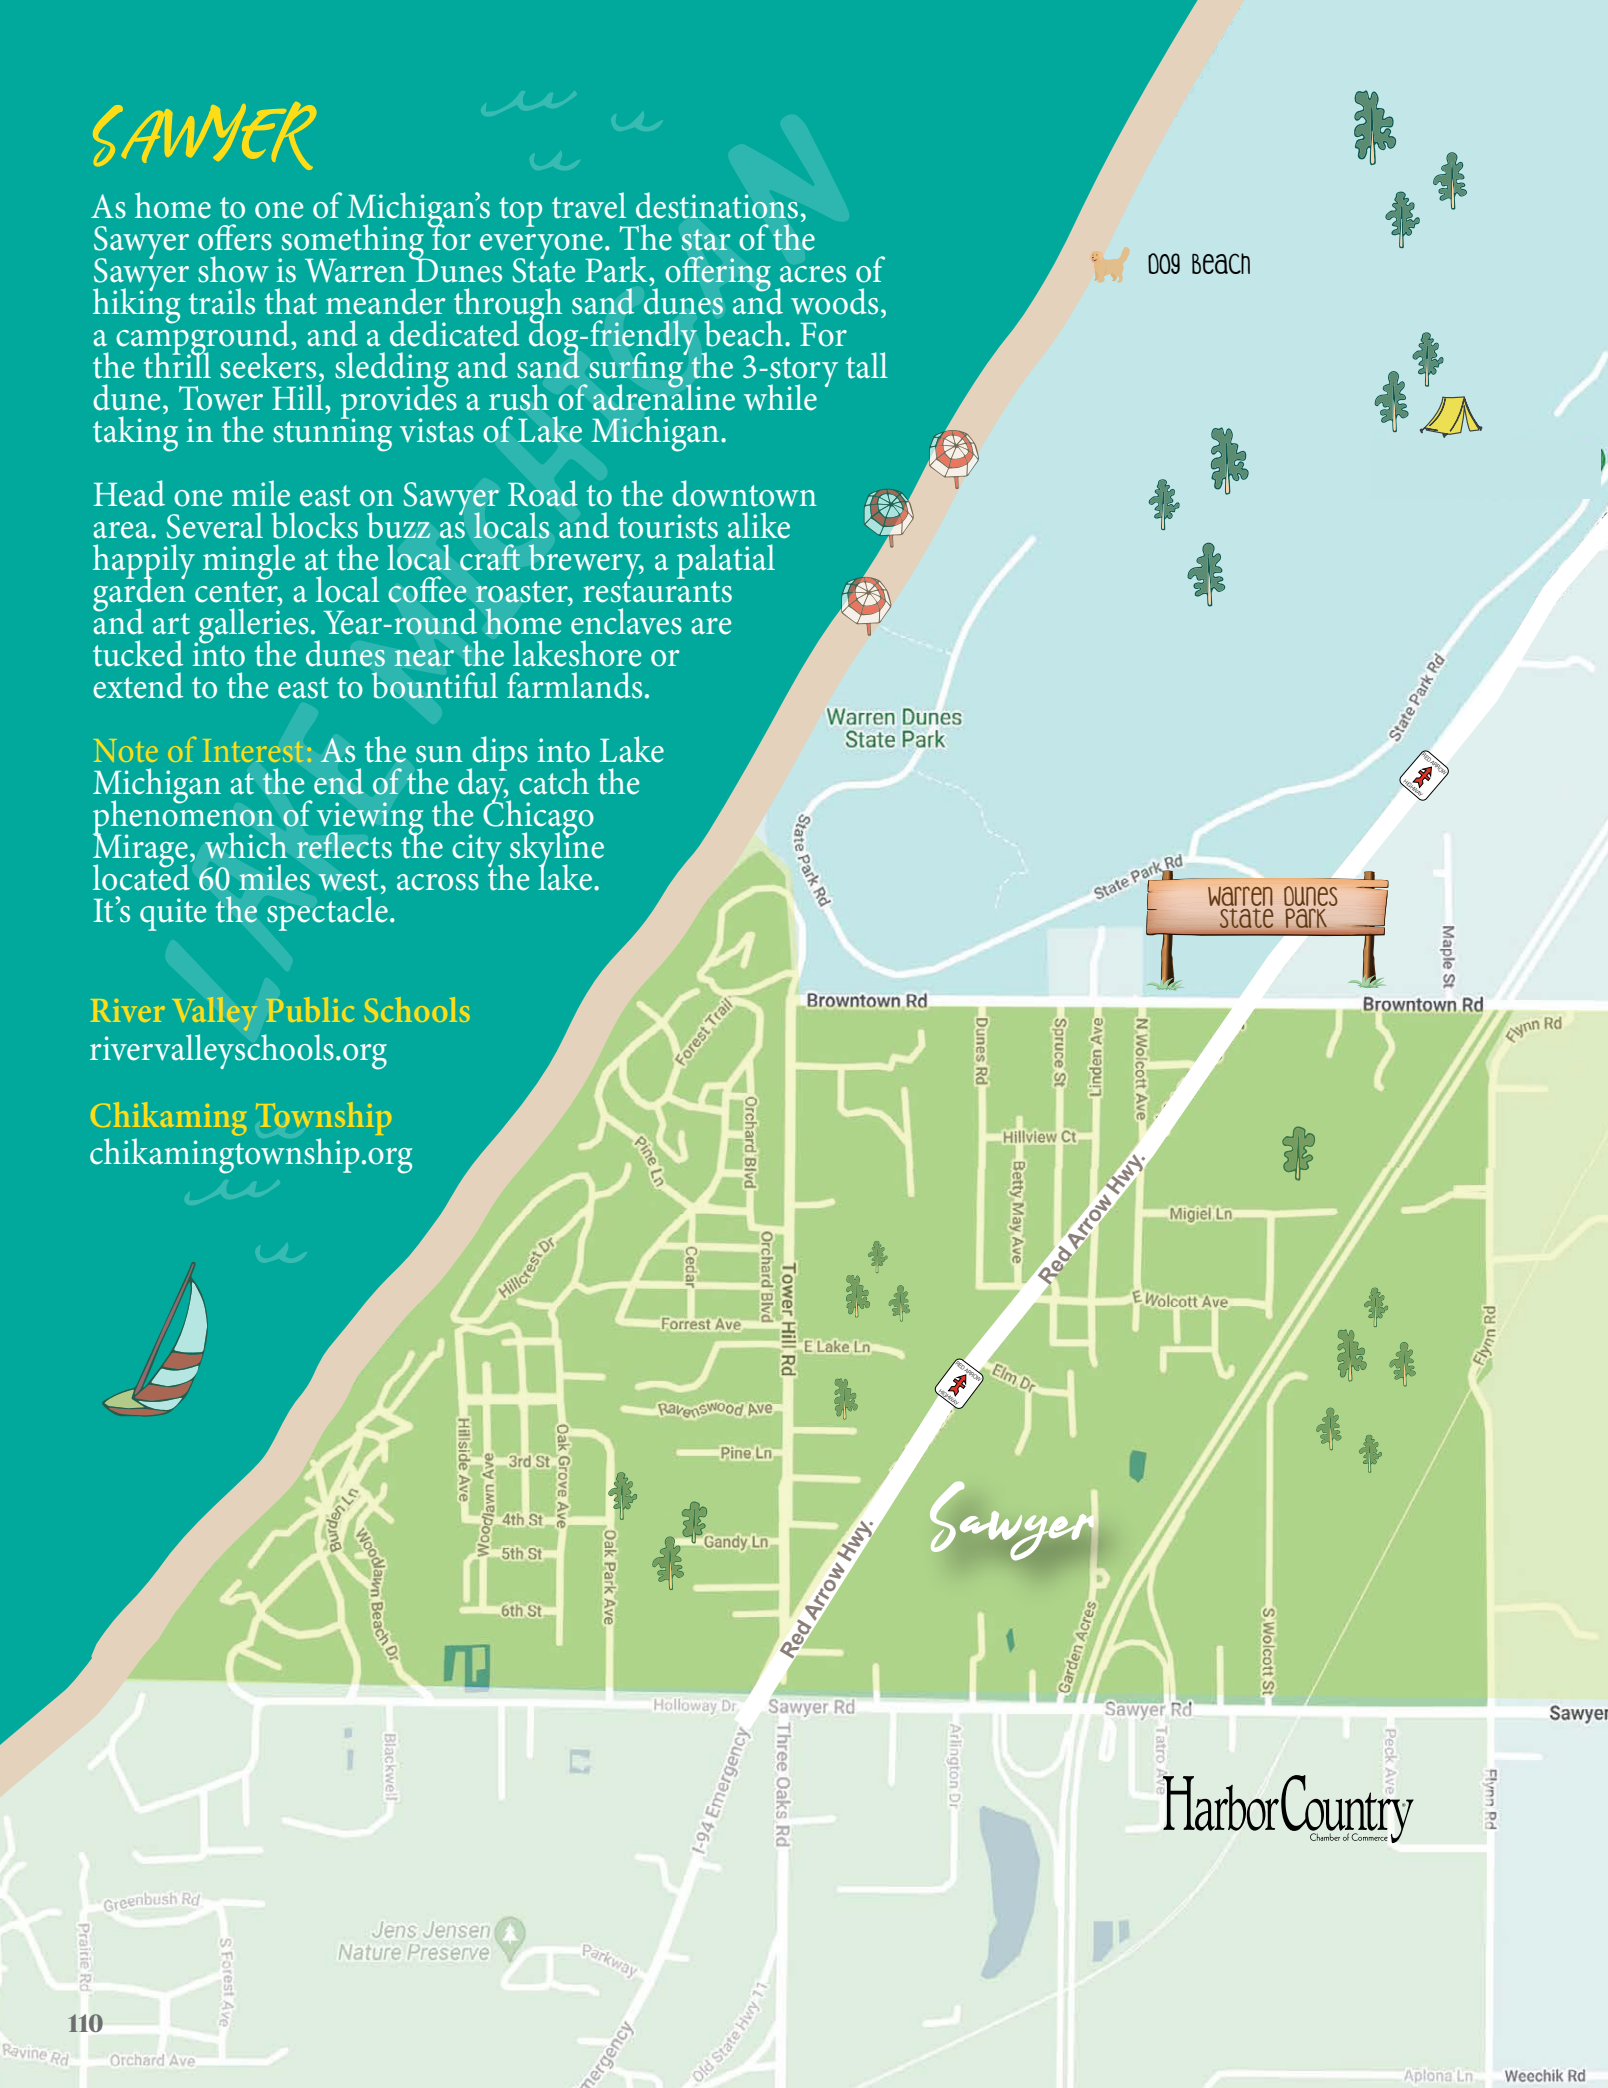 SAWYER
As home to one of Michigan’s top travel destinations,
Sawyer offers something for everyone. The star of the
Sawyer show is Warren Dunes State Park, offering acres of
hiking trails that meander through sand dunes and woods,
a campground, and a dedicated dog-friendly beach. For
the thrill seekers, sledding and sand surfing the 3-story tall
dune, Tower Hill, provides a rush of adrenaline while
taking in the stunning vistas of Lake Michigan.
Head one mile east on Sawyer Road to the downtown
area. Several blocks buzz as locals and tourists alike
happily mingle at the local craft brewery, a palatial
garden center, a local coffee roaster, restaurants
and art galleries. Year-round home enclaves are
tucked into the dunes near the lakeshore or
extend to the east to bountiful farmlands.
Note of Interest: As the sun dips into Lake
Michigan at the end of the day, catch the
phenomenon of viewing the Chicago
Mirage, which reflects the city skyline
located 60 miles west, across the lake.
It’s quite the spectacle.
River Valley Public Schools
rivervalleyschools.org
Chikaming Township
chikamingtownship.org
LAKE MICHIGAN
Dog Beach
Warren Dunes
State Park
State Park Rd
State Park Rd
State Park Rd
RED ARROW
HIGHWAY
Warren Dunes
State Park
Maple St
Browntown Rd
Browntown Rd
Flynn Rd
Forest Trail
Dunes Rd
Spruce St
Linden Ave
N Wolcott Ave
Orchard Blvd
Pine Ln
Hillview Ct
Betty May Ave
Red Arrow Hwy.
Migiel Ln
Hillcrest Dr
Cedar
Orchard Blvd
Tower Hill Rd
E Wolcott Ave
Forrest Ave
E Lake Ln
Flynn Rd
RED ARROW
HIGHWAY
Elm Dr
Ravenswood Ave
Hillside Ave
Woodlawn Ave
Oak Grove Ave
3rd St
Pine Ln
Burden Ln
4th St
Sawyer
Woodlawn Beach Dr
5th St
Oak Park Ave
Gandy Ln
Red Arrow Hwy.
6th St
Garden Acres
S Wolcott St
Holloway Dr
Sawyer Rd
Sawyer Rd
Sawyer
Blackwell
I-94 Emergency
Three Oaks Rd
Arlington Dr
Tatro Ave
Peck Ave
Flynn Rd
HarborCountry
Chamber of Commerce
Greenbush Rd
Prairie Rd
S Forest Ave
Jens Jensen
Nature Preserve
Parkway
Old State Hwy 11
mergency
110
Ravine Rd
Orchard Ave
Aplona Ln
Weechik Rd